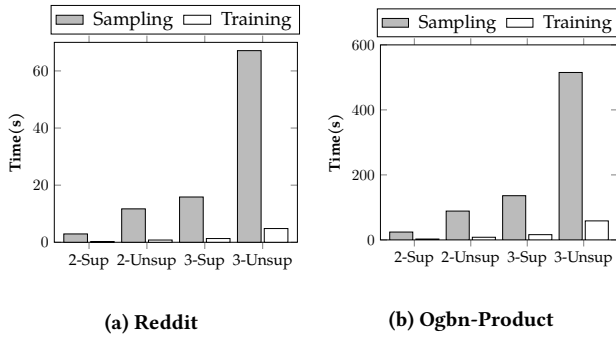 Sampling Training
Time(s)
60
40
20
0
2-Sup 2-Unsup 3-Sup 3-Unsup
(a) Reddit
Sampling Training
Time(s)
600
400
200
0
2-Sup 2-Unsup 3-Sup 3-Unsup
(b) Ogbn-Product